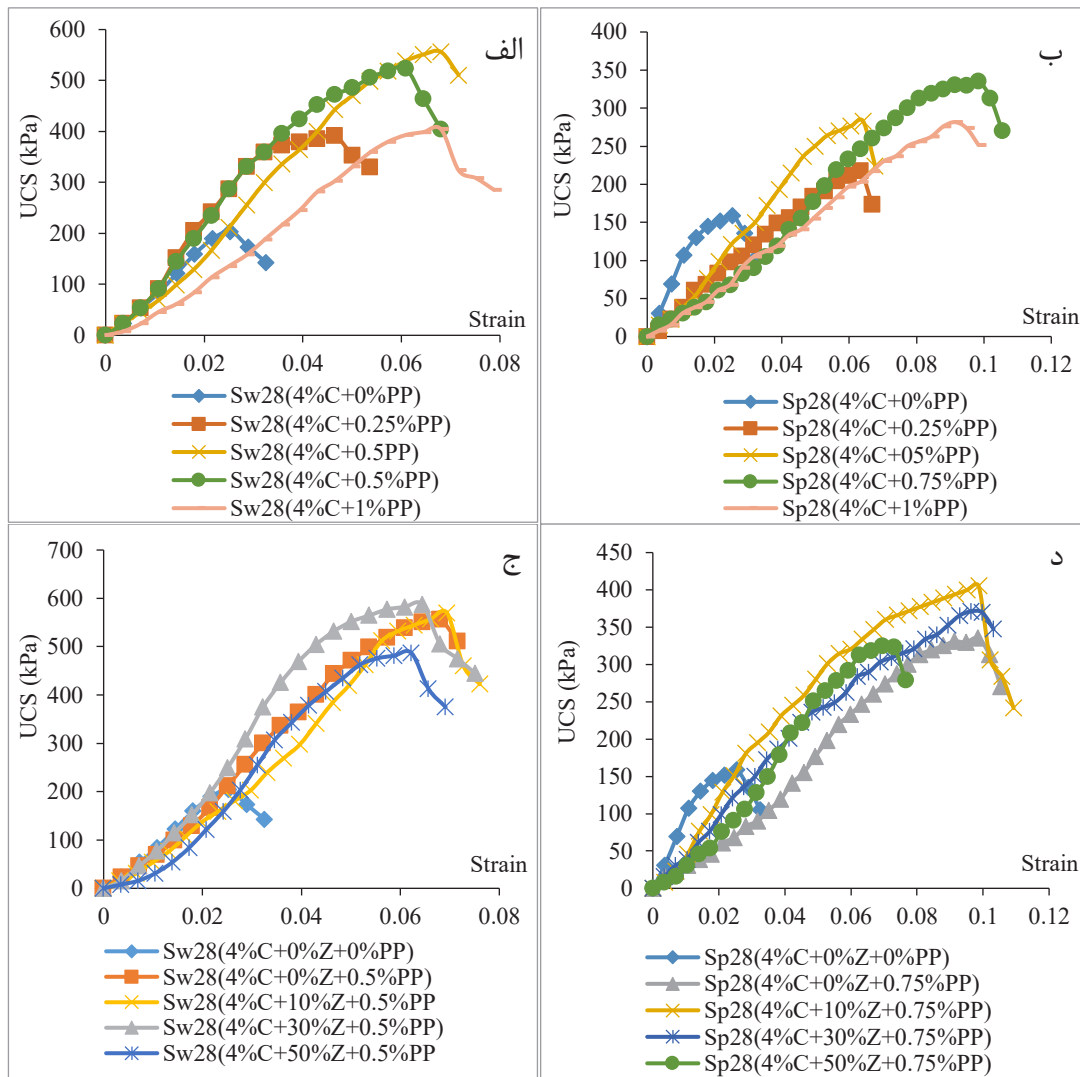 الف
600
500
400
300
200
100
0
UCS (kPa)
Strain
0 0.02 0.04 0.06 0.08
Sw28(4%C+0%PP)
Sw28(4%C+0.25%PP)
Sw28(4%C+0.5PP)
Sw28(4%C+0.5%PP)
Sw28(4%C+1%PP)
ب
400
350
300
250
200
150
100
50
0
UCS (kPa)
Strain
0 0.02 0.04 0.06 0.08 0.1 0.12
Sp28(4%C+0%PP)
Sp28(4%C+0.25%PP)
Sp28(4%C+05%PP)
Sp28(4%C+0.75%PP)
Sp28(4%C+1%PP)
ج
700
600
500
400
300
200
100
0
UCS (kPa)
Strain
0 0.02 0.04 0.06 0.08
Sw28(4%C+0%Z+0%PP)
Sw28(4%C+0%Z+0.5%PP)
Sw28(4%C+10%Z+0.5%PP
Sw28(4%C+30%Z+0.5%PP)
Sw28(4%C+50%Z+0.5%PP
د
450
400
350
300
250
200
150
100
50
0
UCS (kPa)
Strain
0 0.02 0.04 0.06 0.08 0.1 0.12
Sp28(4%C+0%Z+0%PP)
Sp28(4%C+0%Z+0.75%PP)
Sp28(4%C+10%Z+0.75%PP)
Sp28(4%C+30%Z+0.75%PP)
Sp28(4%C+50%Z+0.75%PP)